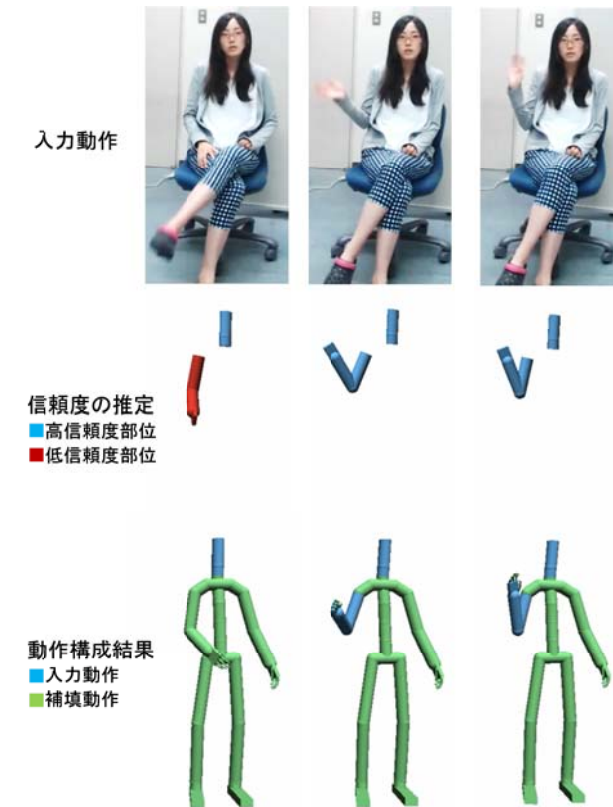 入力動作
信頼度の推定
■高信頼度部位
■低信頼度部位
動作構成結果
■入力動作
■補填動作